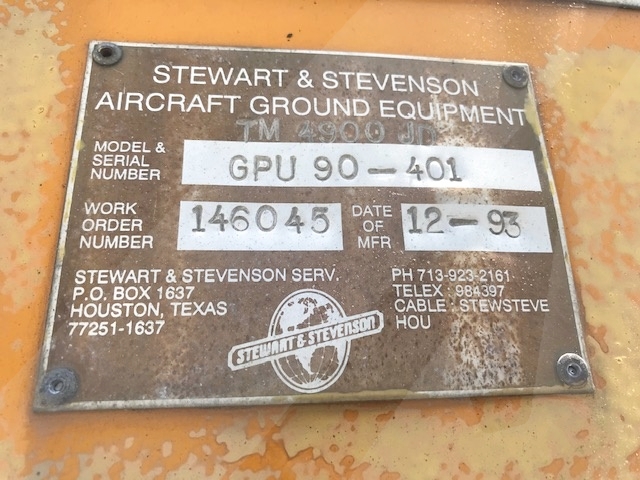 STEWART & STEVENSON
AIRCRAFT GROUND EQUIPMENT
TM 4900 JD
MODEL &
SERIAL
NUMBER
GPU 90-401
WORK
ORDER
NUMBER
146045
DATE
OF
MFR
12-93
STEWART & STEVENSON SERV.
P.O. BOX 1637
HOUSTON, TEXAS
77251-1637
PH 713-923-2161
TELEX : 984397
CABLE : STEWSTEVE
HOU
STEWART & STEVENSON